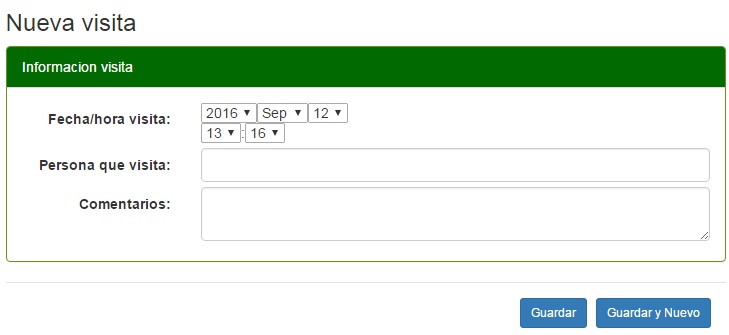 Nueva visita
Informacion visita
Fecha/hora visita: 2016 Sep 12
13 : 16
Persona que visita:
Comentarios:
Guardar Guardar y Nuevo